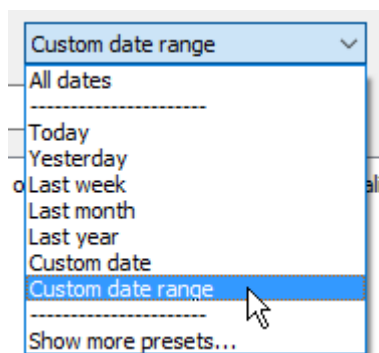 Custom date range
All dates
----------------------
Today
Yesterday
Last week
Last month
Last year
Custom date
Custom date range
----------------------
Show more presets...